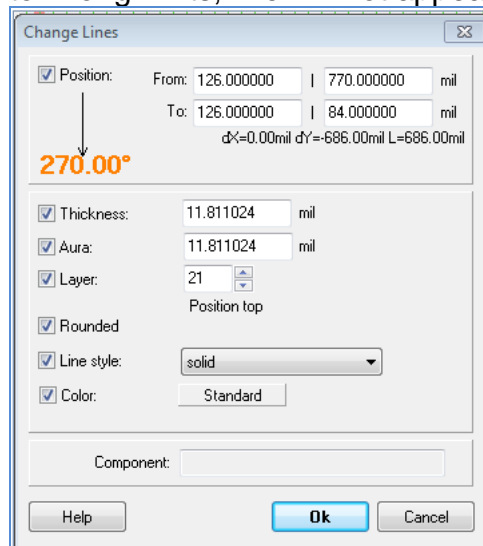 Change Lines
Position: From: 126.000000 | 770.000000 mil
To: 126.000000 | 84.000000 mil
dX=0.00mil dY=-686.00mil L=686.00mil
270.00°
Thickness: 11.811024 mil
Aura: 11.811024 mil
Layer: 21
Position top
Rounded
Line style: solid
Color: Standard
Component:
Help Ok Cancel